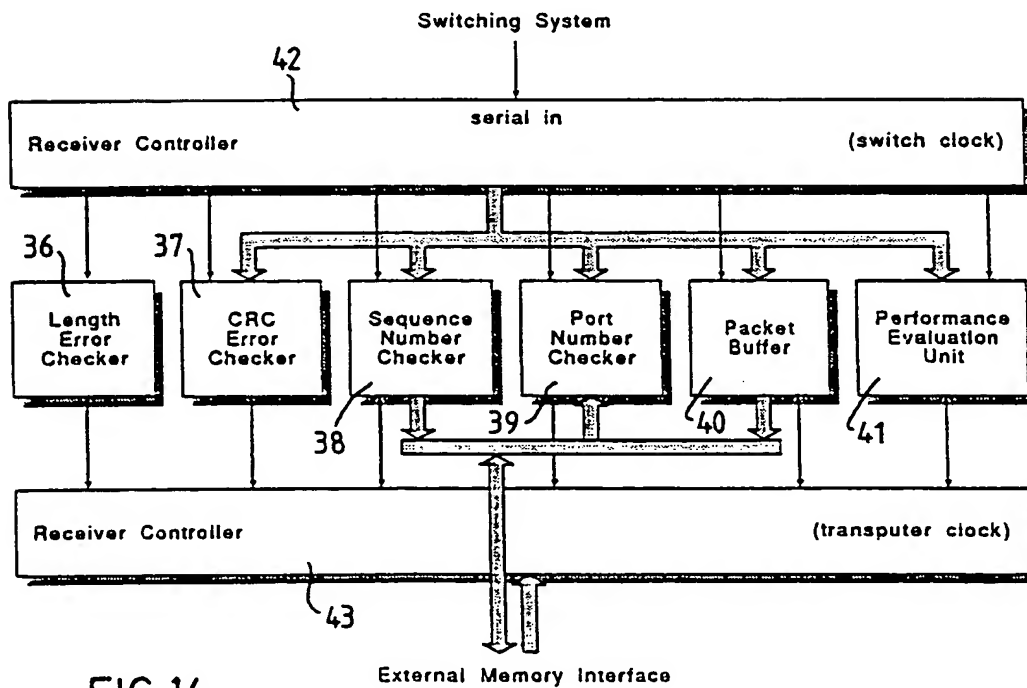 Switching System
42
serial in
Receiver Controller (switch clock)
36
37
Length
Error
Checker
CRC
Error
Checker
Sequence
Number
Checker
Port
Number
Checker
Packet
Buffer
Performance
Evaluation
Unit
38
39
40
41
Receiver Controller (transputer clock)
43
External Memory Interface